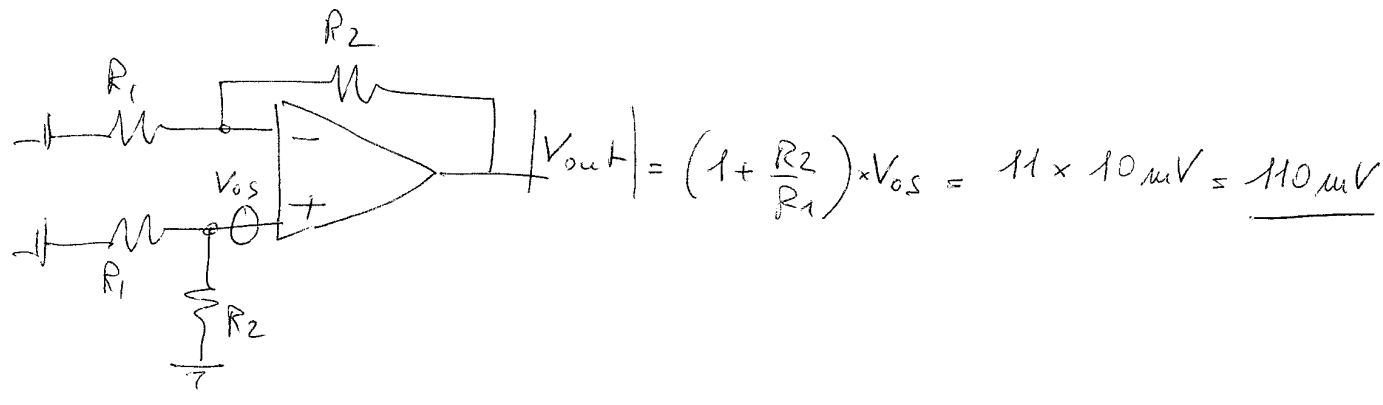 R2
R1
|Vout| = (1 + R2/R1) × Vos = 11 × 10 mV = 110 mV
Vos
R1
R2